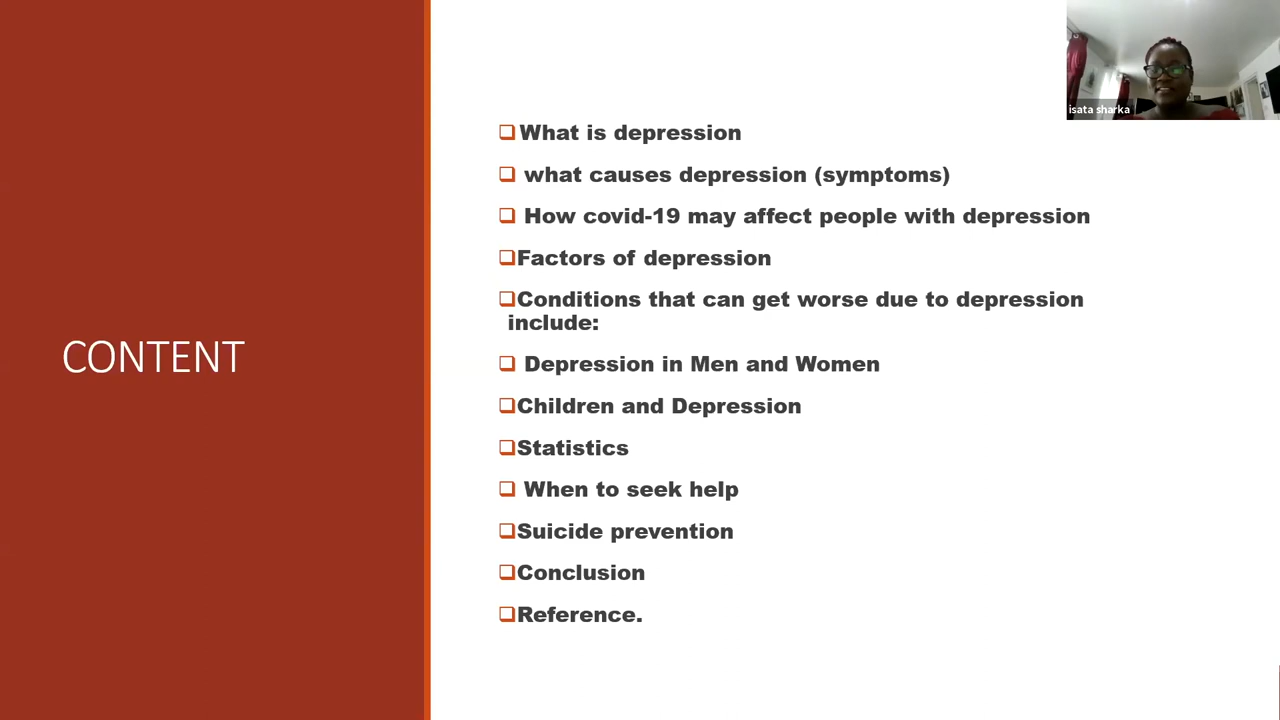 CONTENT
❑ What is depression
❑ what causes depression (symptoms)
❑ How covid-19 may affect people with depression
❑Factors of depression
❑Conditions that can get worse due to depression
include:
❑ Depression in Men and Women
❑Children and Depression
❑Statistics
❑ When to seek help
❑Suicide prevention
❑Conclusion
❑Reference.
isata sharka